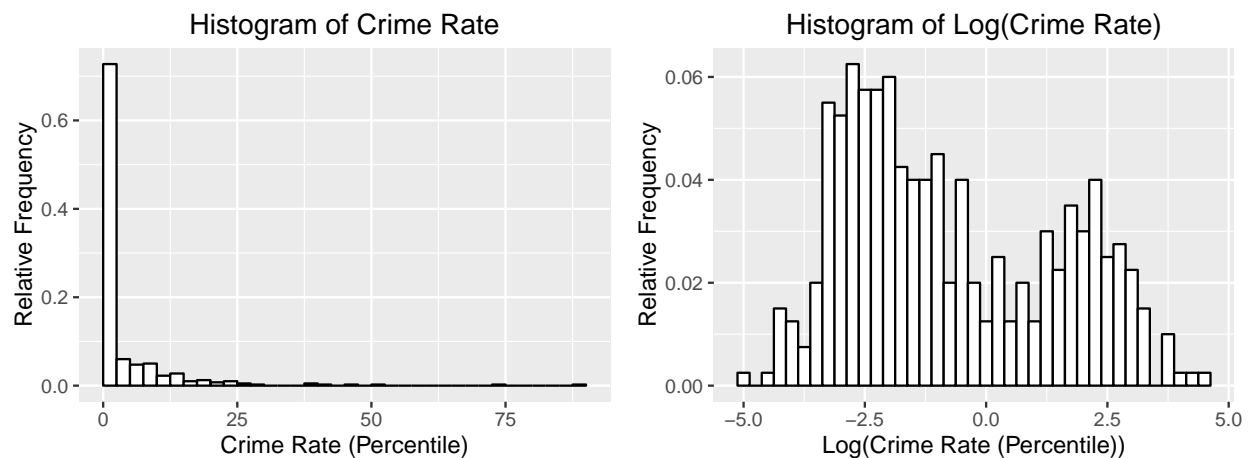 Histogram of Crime Rate
Relative Frequency
0.6
0.4
0.2
0.0
0
25
50
75
Crime Rate (Percentile)
Histogram of Log(Crime Rate)
Relative Frequency
0.06
0.04
0.02
0.00
−5.0
−2.5
0.0
2.5
5.0
Log(Crime Rate (Percentile))